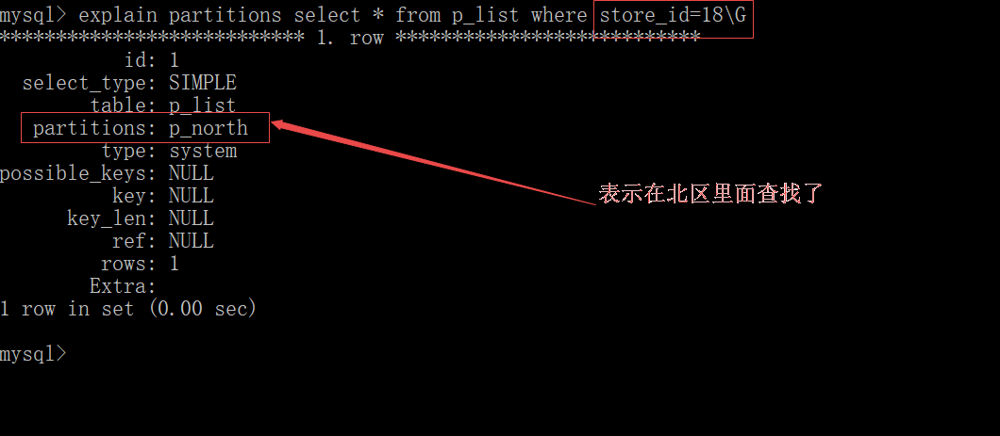 mysql> explain partitions select * from p_list where store_id=18\G
*************************** 1. row ***************************
id: 1
select_type: SIMPLE
table: p_list
partitions: p_north
type: system
possible_keys: NULL
key: NULL
表示在北区里面查找了
key_len: NULL
ref: NULL
rows: 1
Extra:
1 row in set (0.00 sec)
mysql>